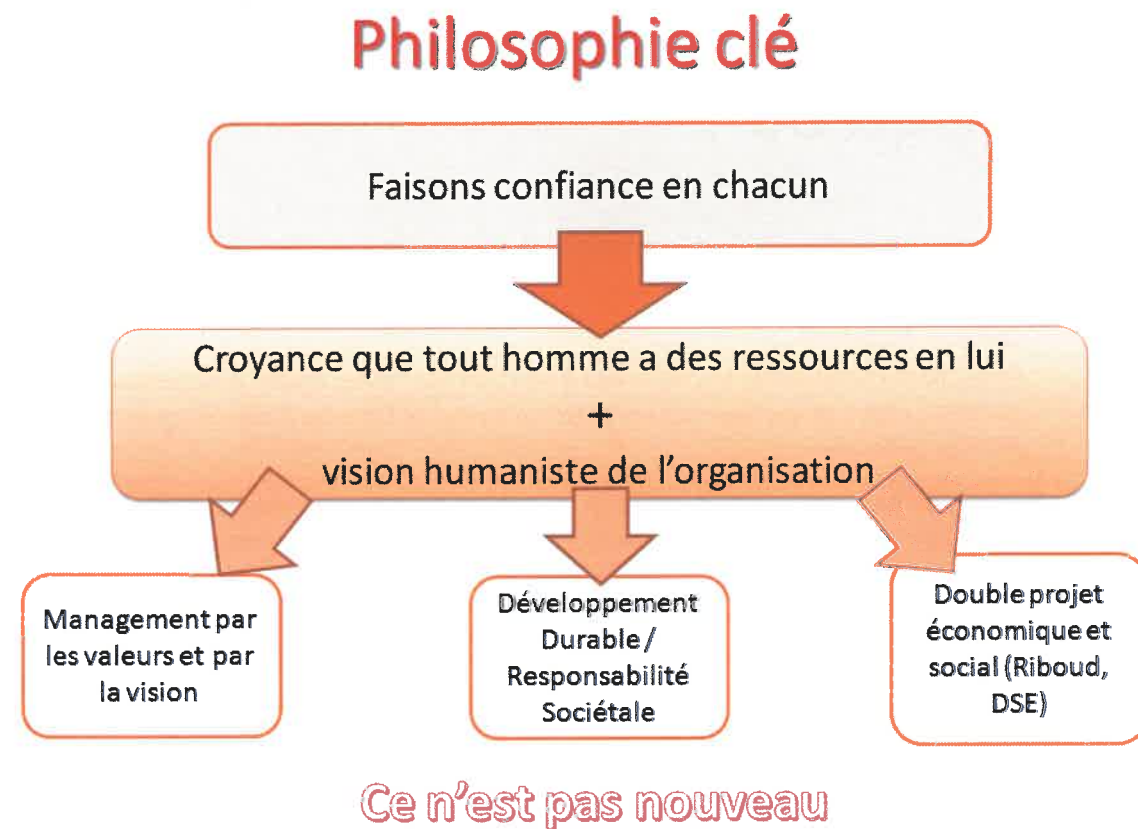 Philosophie clé
Faisons confiance en chacun
Croyance que tout homme a des ressources en lui
+
vision humaniste de l'organisation
Management par
les valeurs et par
la vision
Développement
Durable /
Responsabilité
Sociétale
Double projet
économique et
social (Riboud,
DSE)
Ce n'est pas nouveau